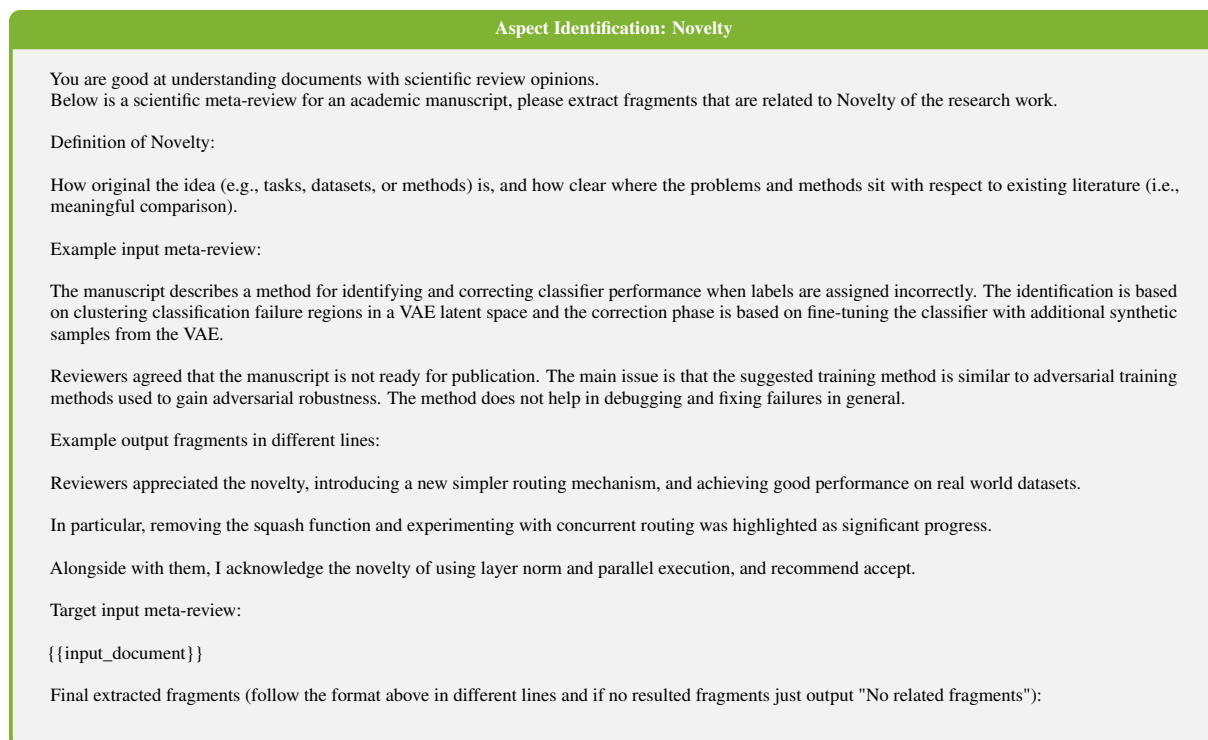 Aspect Identification: Novelty
You are good at understanding documents with scientific review opinions.
Below is a scientific meta-review for an academic manuscript, please extract fragments that are related to Novelty of the research work.
Definition of Novelty:
How original the idea (e.g., tasks, datasets, or methods) is, and how clear where the problems and methods sit with respect to existing literature (i.e.,
meaningful comparison).
Example input meta-review:
The manuscript describes a method for identifying and correcting classifier performance when labels are assigned incorrectly. The identification is based
on clustering classification failure regions in a VAE latent space and the correction phase is based on fine-tuning the classifier with additional synthetic
samples from the VAE.
Reviewers agreed that the manuscript is not ready for publication. The main issue is that the suggested training method is similar to adversarial training
methods used to gain adversarial robustness. The method does not help in debugging and fixing failures in general.
Example output fragments in different lines:
Reviewers appreciated the novelty, introducing a new simpler routing mechanism, and achieving good performance on real world datasets.
In particular, removing the squash function and experimenting with concurrent routing was highlighted as significant progress.
Alongside with them, I acknowledge the novelty of using layer norm and parallel execution, and recommend accept.
Target input meta-review:
{{input_document}}
Final extracted fragments (follow the format above in different lines and if no resulted fragments just output "No related fragments"):